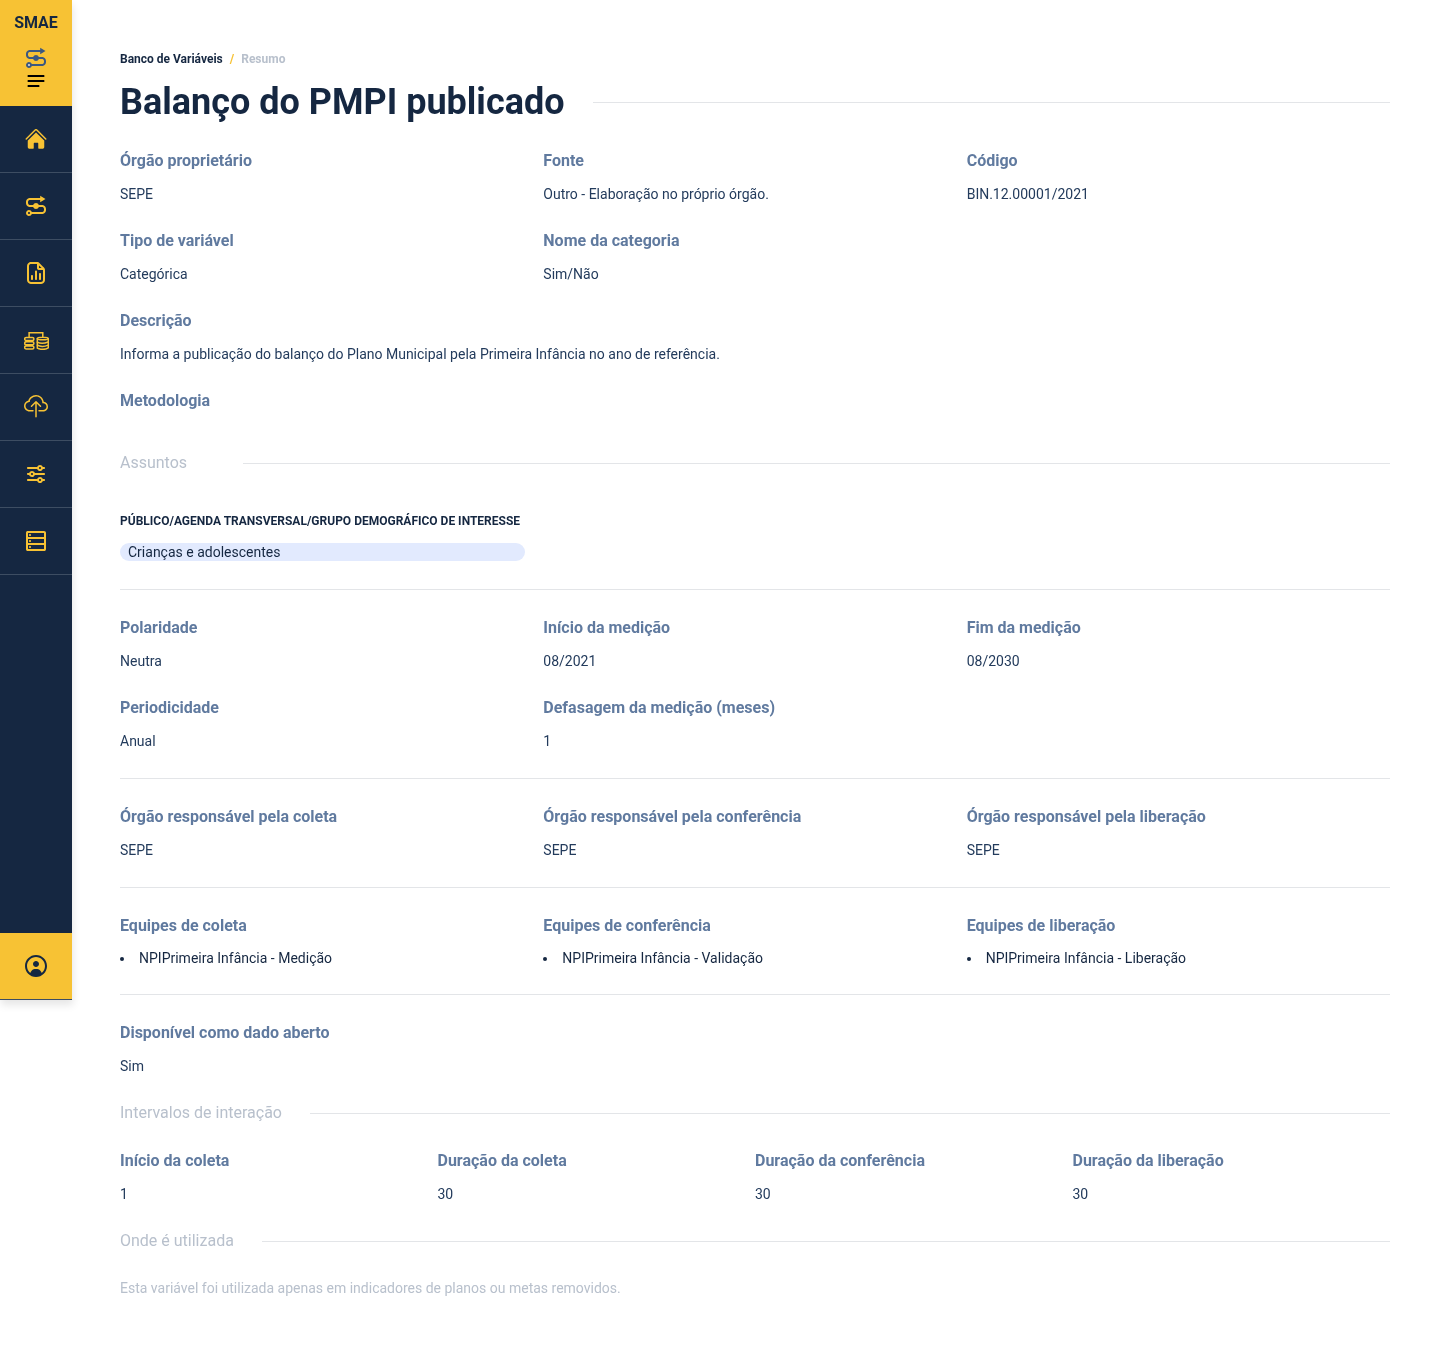 SMAE
Banco de Variáveis / Resumo
Balanço do PMPI publicado
Órgão proprietário
SEPE
Fonte
Outro - Elaboração no próprio órgão.
Código
BIN.12.00001/2021
Tipo de variável
Categórica
Nome da categoria
Sim/Não
Descrição
Informa a publicação do balanço do Plano Municipal pela Primeira Infância no ano de referência.
Metodologia
Assuntos
PÚBLICO/AGENDA TRANSVERSAL/GRUPO DEMOGRÁFICO DE INTERESSE
Crianças e adolescentes
Polaridade
Neutra
Início da medição
08/2021
Fim da medição
08/2030
Periodicidade
Anual
Defasagem da medição (meses)
1
Órgão responsável pela coleta
SEPE
Órgão responsável pela conferência
SEPE
Órgão responsável pela liberação
SEPE
Equipes de coleta
• NPIPrimeira Infância - Medição
Equipes de conferência
• NPIPrimeira Infância - Validação
Equipes de liberação
• NPIPrimeira Infância - Liberação
Disponível como dado aberto
Sim
Intervalos de interação
Início da coleta
1
Duração da coleta
30
Duração da conferência
30
Duração da liberação
30
Onde é utilizada
Esta variável foi utilizada apenas em indicadores de planos ou metas removidos.